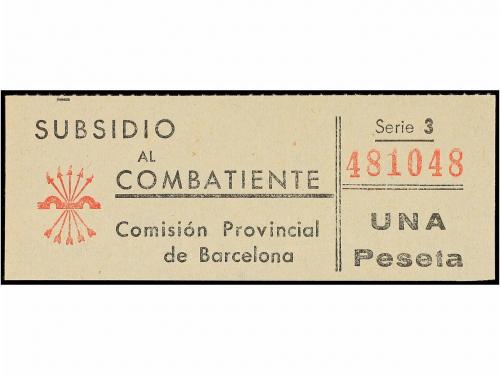 SUBSIDIO
AL
COMBATIENTE
Comisión Provincial
de Barcelona
Serie 3
481048
UNA
Peseta